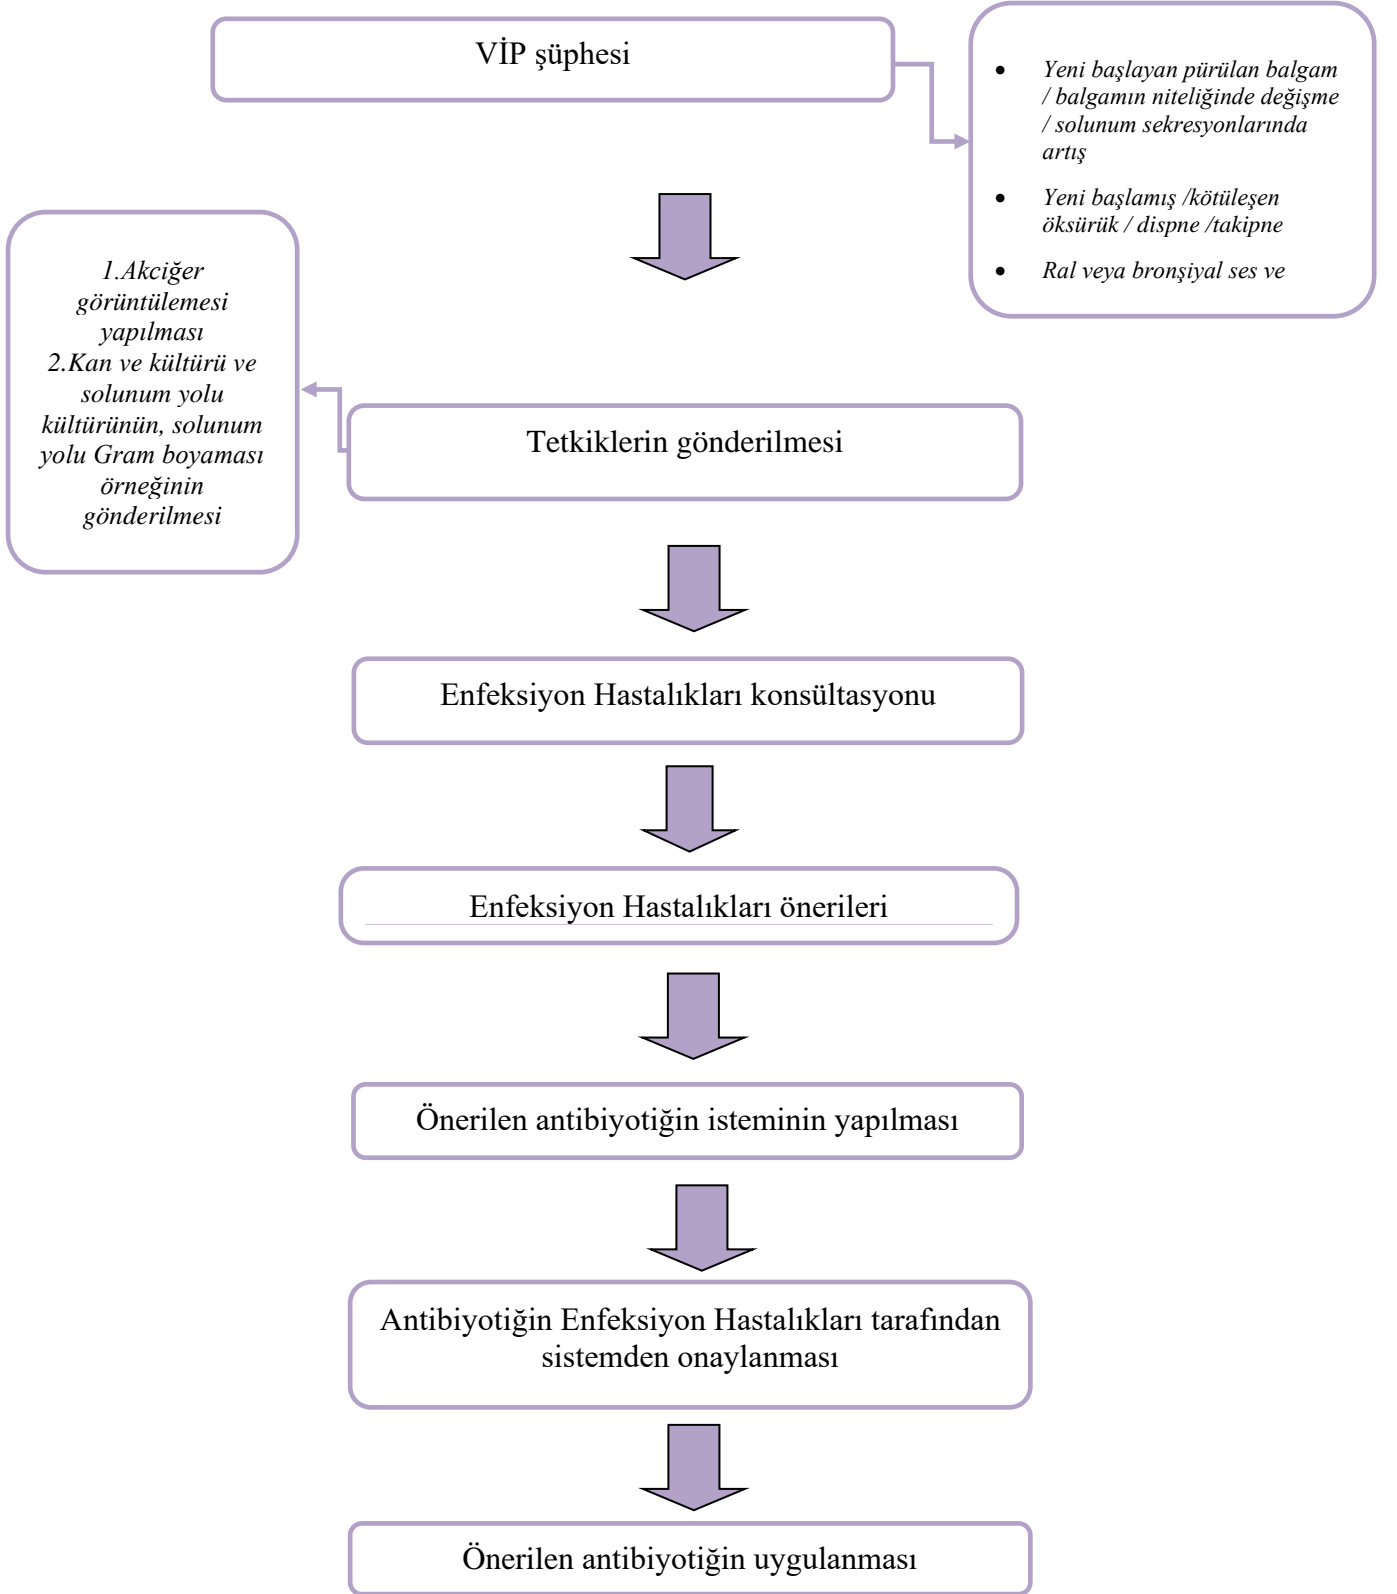 VİP şüphesi
• Yeni başlayan pürülan balgam
/ balgamın niteliğinde değişme
/ solunum sekresyonlarında
artış
• Yeni başlamış /kötüleşen
öksürük / dispne /takipne
• Ral veya bronşiyal ses ve
1.Akciğer
görüntülemesi
yapılması
2.Kan ve kültürü ve
solunum yolu
kültürünün, solunum
yolu Gram boyaması
örneğinin
gönderilmesi
Tetkiklerin gönderilmesi
Enfeksiyon Hastalıkları konsültasyonu
Enfeksiyon Hastalıkları önerileri
Önerilen antibiyotiğin isteminin yapılması
Antibiyotiğin Enfeksiyon Hastalıkları tarafından
sistemden onaylanması
Önerilen antibiyotiğin uygulanması